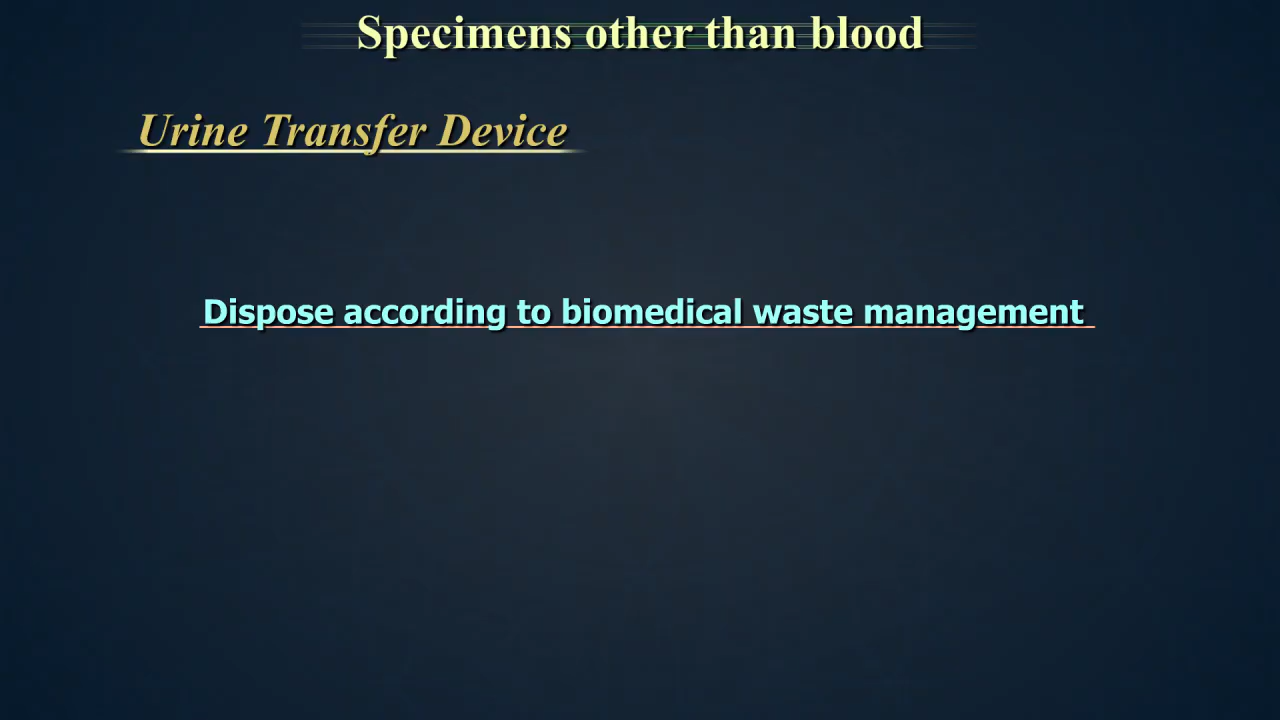 Specimens other than blood
Urine Transfer Device
Dispose according to biomedical waste management